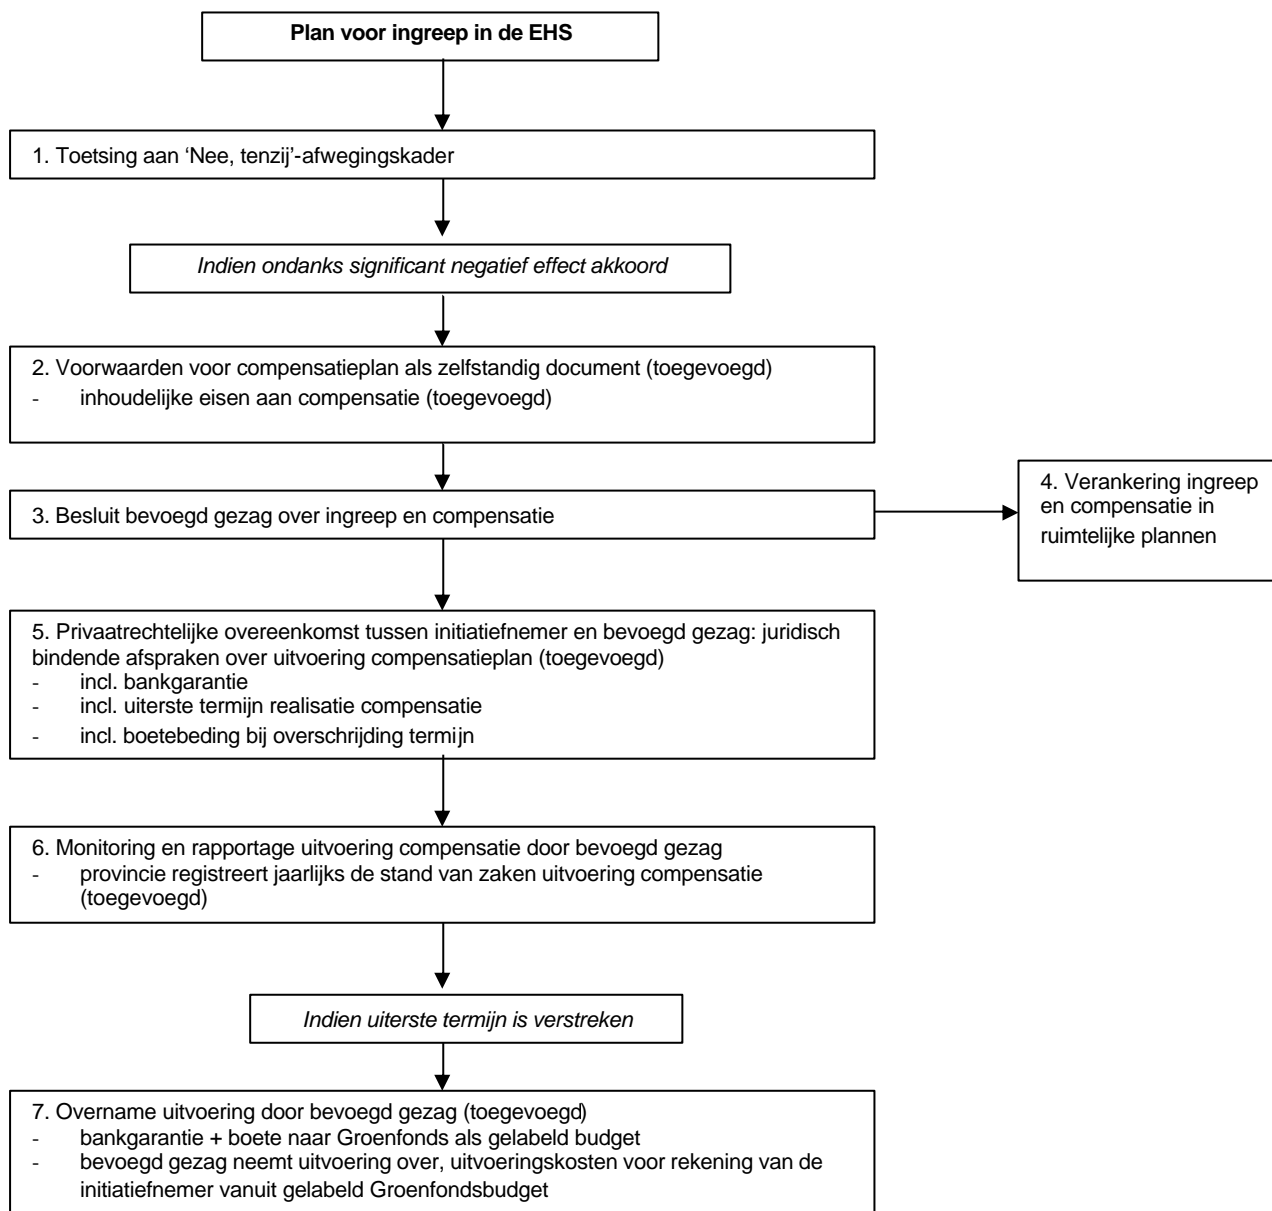 Plan voor ingreep in de EHS
1. Toetsing aan ‘Nee, tenzij’-afwegingskader
Indien ondanks significant negatief effect akkoord
2. Voorwaarden voor compensatieplan als zelfstandig document (toegevoegd)
- inhoudelijke eisen aan compensatie (toegevoegd)
3. Besluit bevoegd gezag over ingreep en compensatie
4. Verankering ingreep
en compensatie in
ruimtelijke plannen
5. Privaatrechtelijke overeenkomst tussen initiatiefnemer en bevoegd gezag: juridisch
bindende afspraken over uitvoering compensatieplan (toegevoegd)
- incl. bankgarantie
- incl. uiterste termijn realisatie compensatie
- incl. boetebeding bij overschrijding termijn
6. Monitoring en rapportage uitvoering compensatie door bevoegd gezag
- provincie registreert jaarlijks de stand van zaken uitvoering compensatie
(toegevoegd)
Indien uiterste termijn is verstreken
7. Overname uitvoering door bevoegd gezag (toegevoegd)
- bankgarantie + boete naar Groenfonds als gelabeld budget
- bevoegd gezag neemt uitvoering over, uitvoeringskosten voor rekening van de
initiatiefnemer vanuit gelabeld Groenfondsbudget